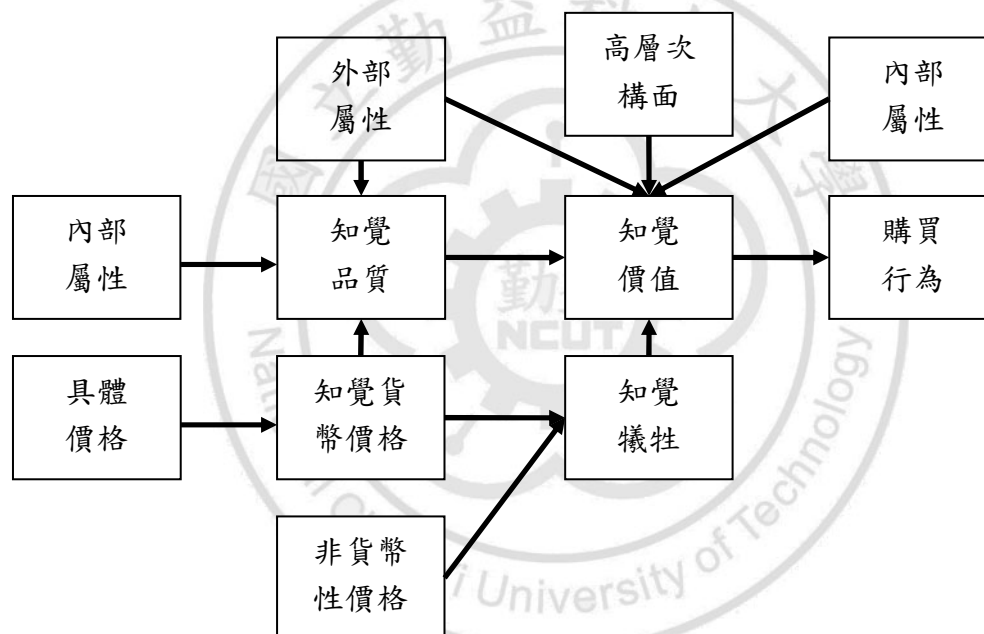 外部
屬性
高層次
構面
內部
屬性
內部
屬性
知覺
品質
知覺
價值
購買
行為
具體
價格
知覺貨
幣價格
知覺
犧牲
非貨幣
性價格
NCUT
University of Technology